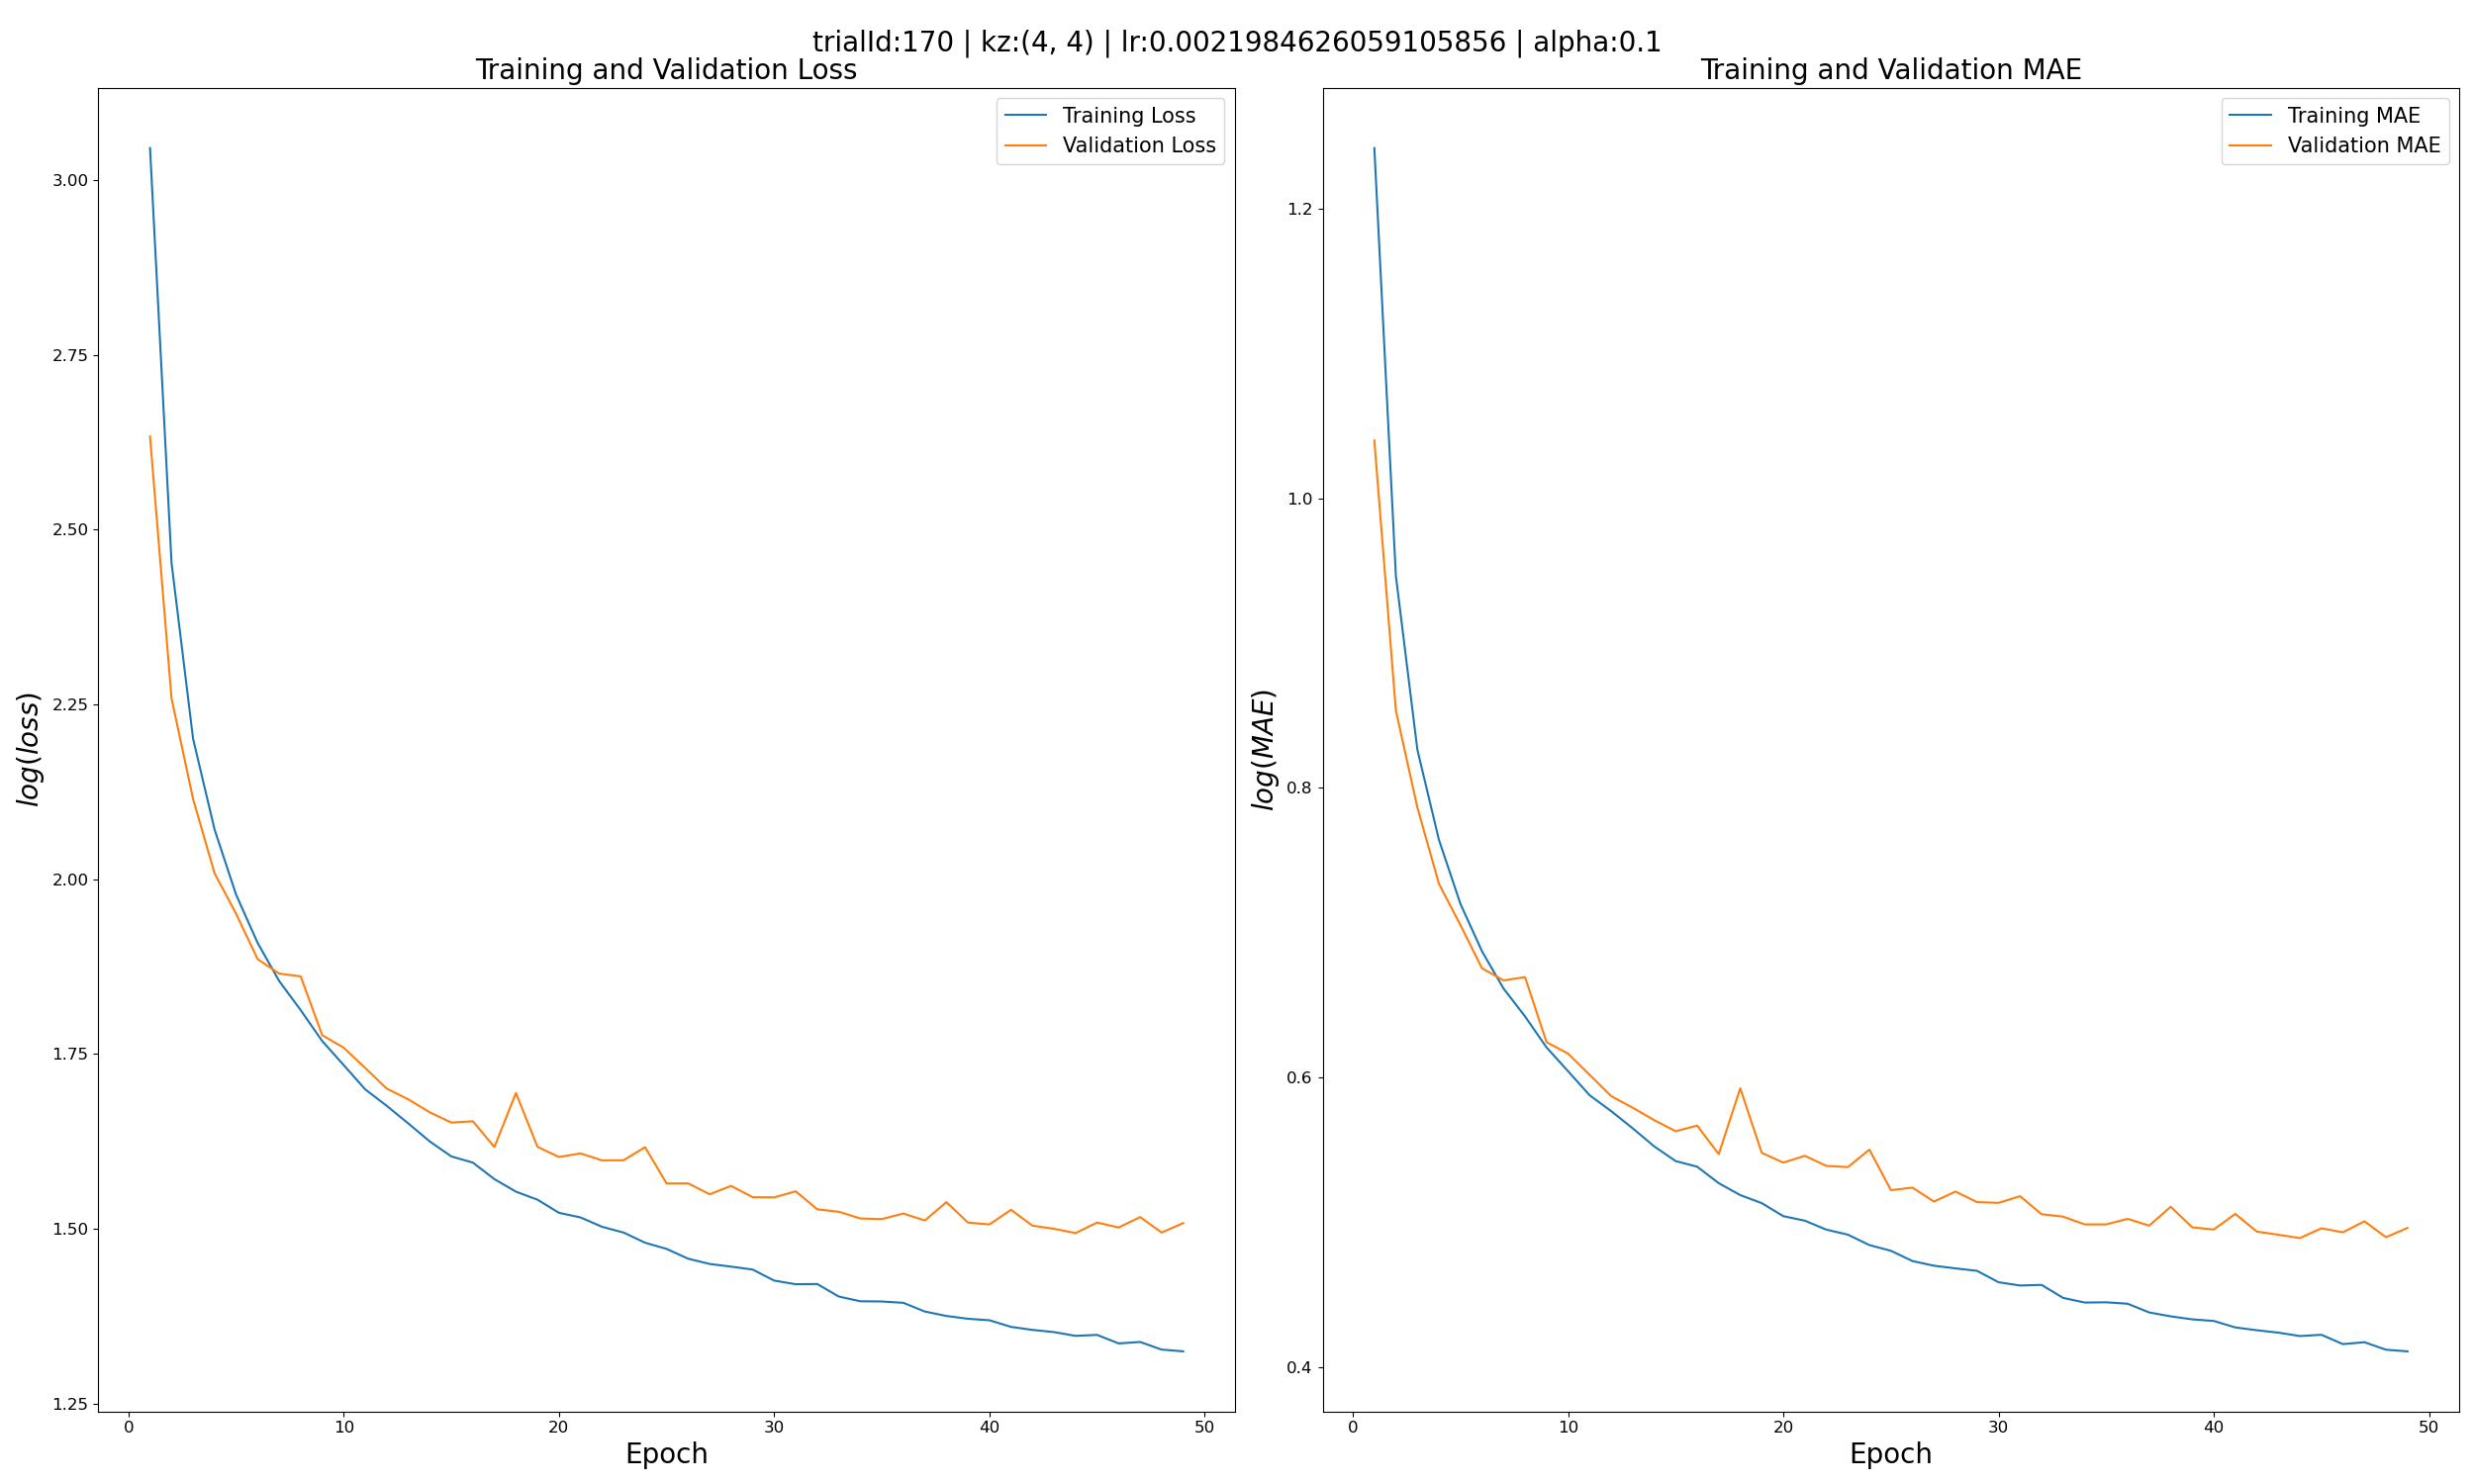 trialId:170 | kz:(4, 4) | lr:0.0021984626059105856 | alpha:0.1
Training and Validation Loss
Training Loss
Validation Loss
3.00
2.75
2.50
2.25
2.00
1.75
1.50
1.25
log(loss)
0 10 20 30 40 50
Epoch
Training and Validation MAE
Training MAE
Validation MAE
1.2
1.0
0.8
0.6
0.4
log(MAE)
0 10 20 30 40 50
Epoch